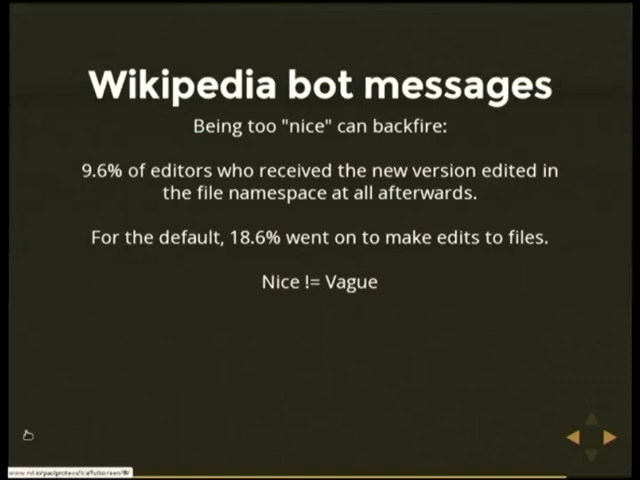 Wikipedia bot messages
Being too "nice" can backfire:
9.6% of editors who received the new version edited in
the file namespace at all afterwards.
For the default, 18.6% went on to make edits to files.
Nice != Vague